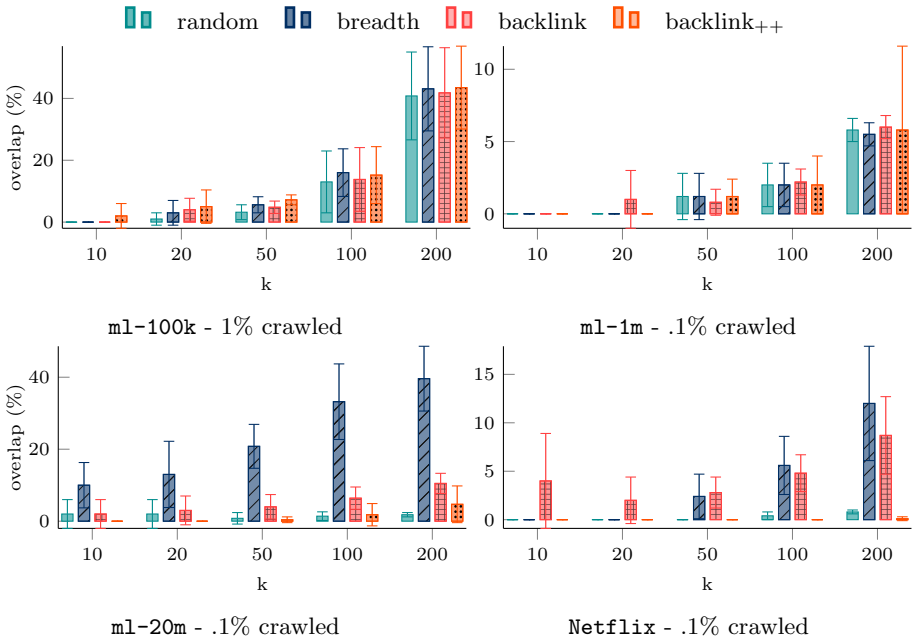 random breadth backlink backlink++
overlap (%)
40
20
0
10 20 50 100 200
k
ml-100k - 1% crawled
10
5
0
10 20 50 100 200
k
ml-1m - .1% crawled
overlap (%)
40
20
0
10 20 50 100 200
k
ml-20m - .1% crawled
15
10
5
0
10 20 50 100 200
k
Netflix - .1% crawled